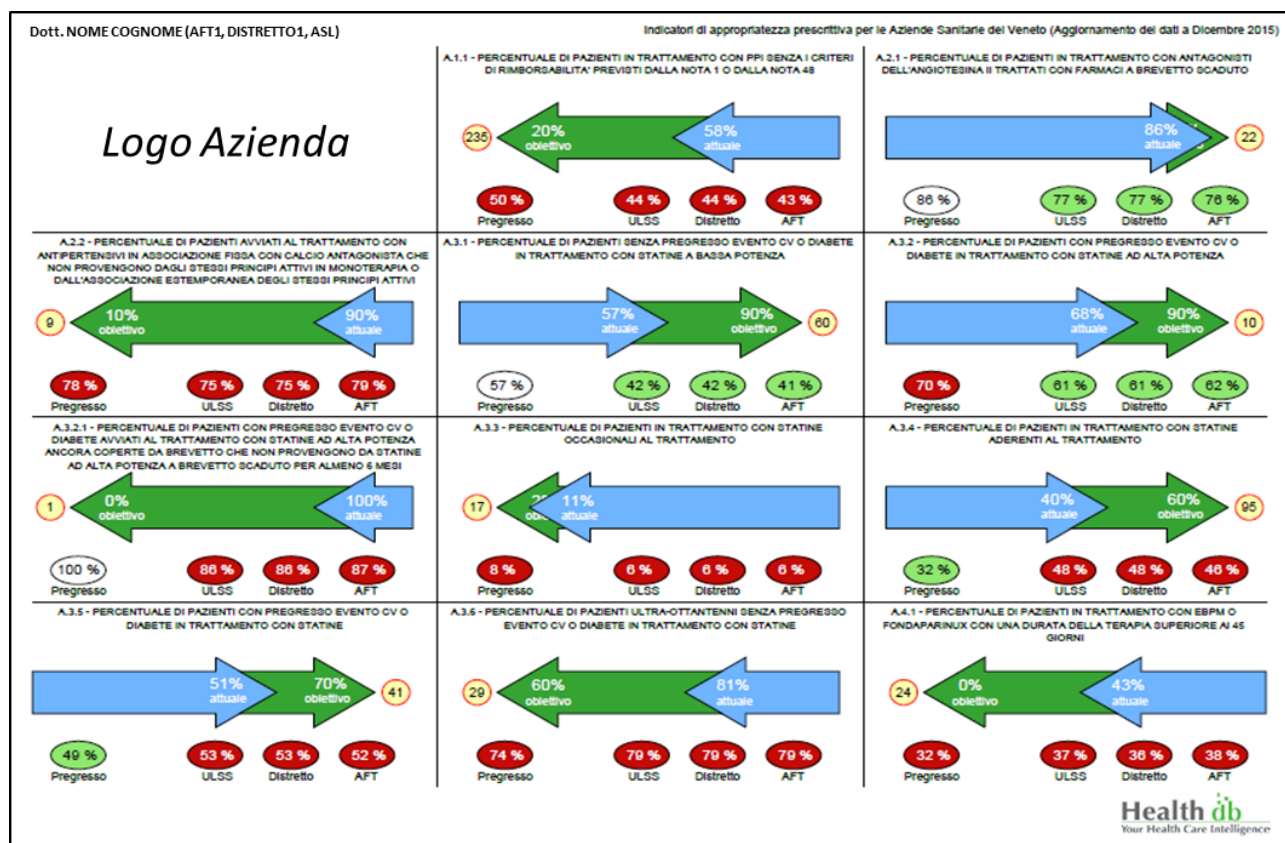 Dott. NOME COGNOME (AFT1, DISTRETTO1, ASL)
Indicatori di appropriatezza prescrittiva per le Aziende Sanitarie del Veneto (Aggiornamento dei dati a Dicembre 2015)
Logo Azienda
A.1.1 - PERCENTUALE DI PAZIENTI IN TRATTAMENTO CON PPI SENZA I CRITERI
DI RIMBORSABILITA' PREVISTI DALLA NOTA 1 O DALLA NOTA 48
235
20%
obiettivo
58%
attuale
50 %
44 %
44 %
43 %
Pregresso
ULSS
Distretto
AFT
A.2.1 - PERCENTUALE DI PAZIENTI IN TRATTAMENTO CON ANTAGONISTI
DELL'ANGIOTESINA II TRATTATI CON FARMACI A BREVETTO SCADUTO
86%
attuale
22
86 %
77 %
77 %
76 %
Pregresso
ULSS
Distretto
AFT
A.2.2 - PERCENTUALE DI PAZIENTI AVVIATI AL TRATTAMENTO CON
ANTIPERTENSIVI IN ASSOCIAZIONE FISSA CON CALCIO ANTAGONISTA CHE
NON PROVENGONO DAGLI STESSI PRINCIPI ATTIVI IN MONOTERAPIA O
DALL'ASSOCIAZIONE ESTEMPORANEA DEGLI STESSI PRINCIPI ATTIVI
9
10%
obiettivo
90%
attuale
78 %
75 %
75 %
79 %
Pregresso
ULSS
Distretto
AFT
A.3.1 - PERCENTUALE DI PAZIENTI SENZA PREGRESSO EVENTO CV O DIABETE
IN TRATTAMENTO CON STATINE A BASSA POTENZA
57%
attuale
90%
obiettivo
60
57 %
42 %
42 %
41 %
Pregresso
ULSS
Distretto
AFT
A.3.2 - PERCENTUALE DI PAZIENTI CON PREGRESSO EVENTO CV O
DIABETE IN TRATTAMENTO CON STATINE AD ALTA POTENZA
68%
attuale
90%
obiettivo
10
70 %
61 %
61 %
62 %
Pregresso
ULSS
Distretto
AFT
A.3.2.1 - PERCENTUALE DI PAZIENTI CON PREGRESSO EVENTO CV O
DIABETE AVVIATI AL TRATTAMENTO CON STATINE AD ALTA POTENZA
ANCORA COPERTE DA BREVETTO CHE NON PROVENGONO DA STATINE
AD ALTA POTENZA A BREVETTO SCADUTO PER ALMENO 6 MESI
1
0%
obiettivo
100%
attuale
100 %
86 %
86 %
87 %
Pregresso
ULSS
Distretto
AFT
A.3.3 - PERCENTUALE DI PAZIENTI IN TRATTAMENTO CON STATINE
OCCASIONALI AL TRATTAMENTO
17
11%
attuale
8 %
6 %
6 %
6 %
Pregresso
ULSS
Distretto
AFT
A.3.4 - PERCENTUALE DI PAZIENTI IN TRATTAMENTO CON STATINE
ADERENTI AL TRATTAMENTO
40%
attuale
60%
obiettivo
95
32 %
48 %
48 %
46 %
Pregresso
ULSS
Distretto
AFT
A.3.5 - PERCENTUALE DI PAZIENTI CON PREGRESSO EVENTO CV O
DIABETE IN TRATTAMENTO CON STATINE
51%
attuale
70%
obiettivo
41
49 %
53 %
53 %
52 %
Pregresso
ULSS
Distretto
AFT
A.3.6 - PERCENTUALE DI PAZIENTI ULTRA-OTTANTENNI SENZA PREGRESSO
EVENTO CV O DIABETE IN TRATTAMENTO CON STATINE
29
60%
obiettivo
81%
attuale
74 %
79 %
79 %
79 %
Pregresso
ULSS
Distretto
AFT
A.4.1 - PERCENTUALE DI PAZIENTI IN TRATTAMENTO CON EBPM O
FONDAPARINUX CON UNA DURATA DELLA TERAPIA SUPERIORE AI 45
GIORNI
24
0%
obiettivo
43%
attuale
32 %
37 %
36 %
38 %
Pregresso
ULSS
Distretto
AFT
Health db
Your Health Care Intelligence